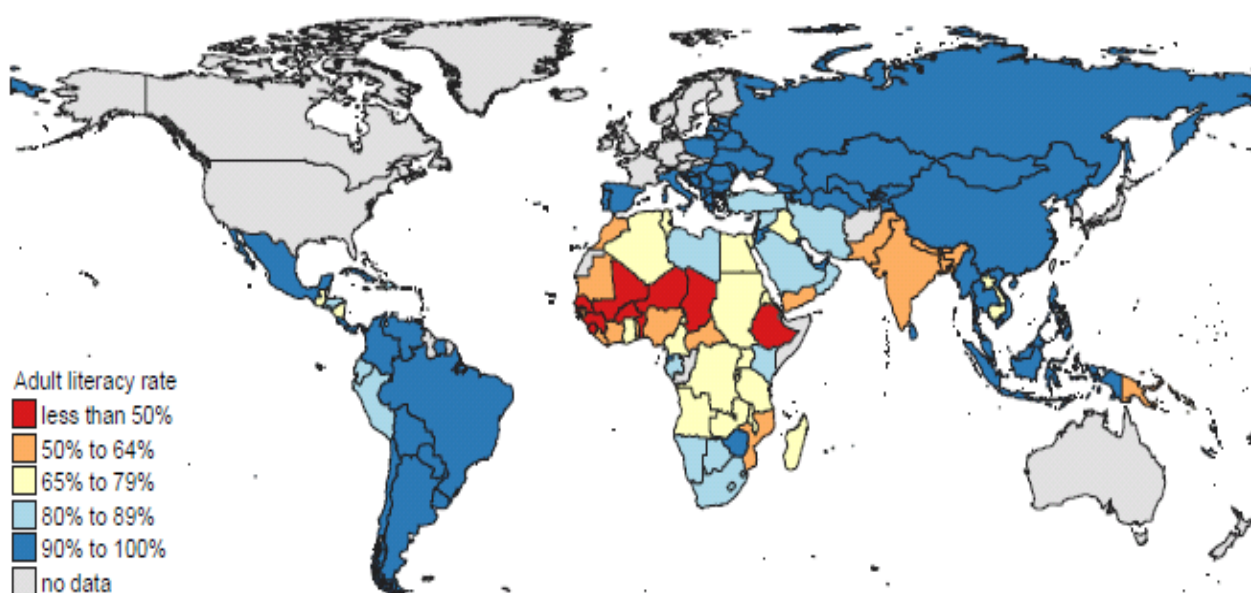 Adult literacy rate
less than 50%
50% to 64%
65% to 79%
80% to 89%
90% to 100%
no data